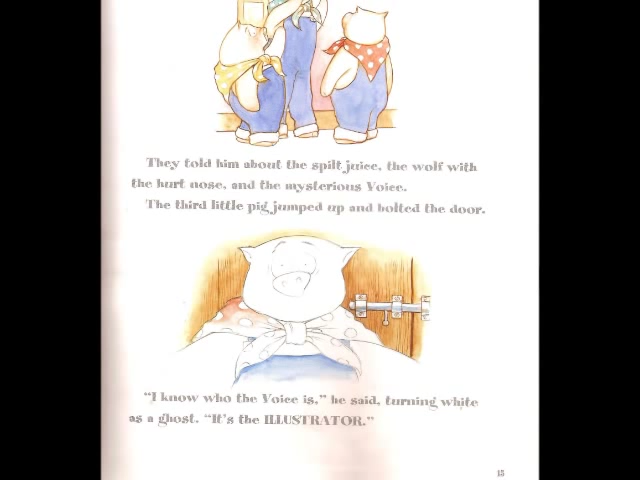 They told him about the spilt juice, the wolf with
the hurt nose, and the mysterious Voice.
The third little pig jumped up and bolted the door.
"I know who the Voice is," he said, turning white
as a ghost. "It's the ILLUSTRATOR."
13